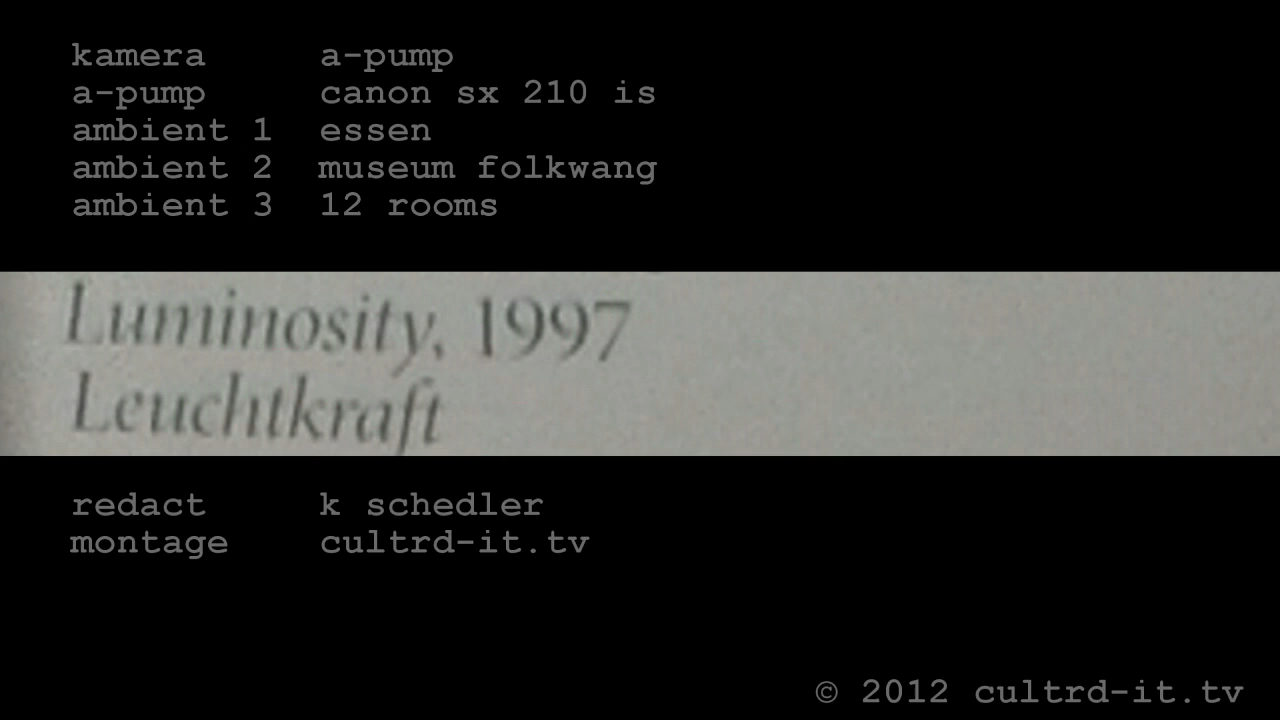 kamera a-pump
a-pump canon sx 210 is
ambient 1 essen
ambient 2 museum folkwang
ambient 3 12 rooms
Luminosity, 1997
Leuchtkraft
redact k schedler
montage cultrd-it.tv
© 2012 cultrd-it.tv